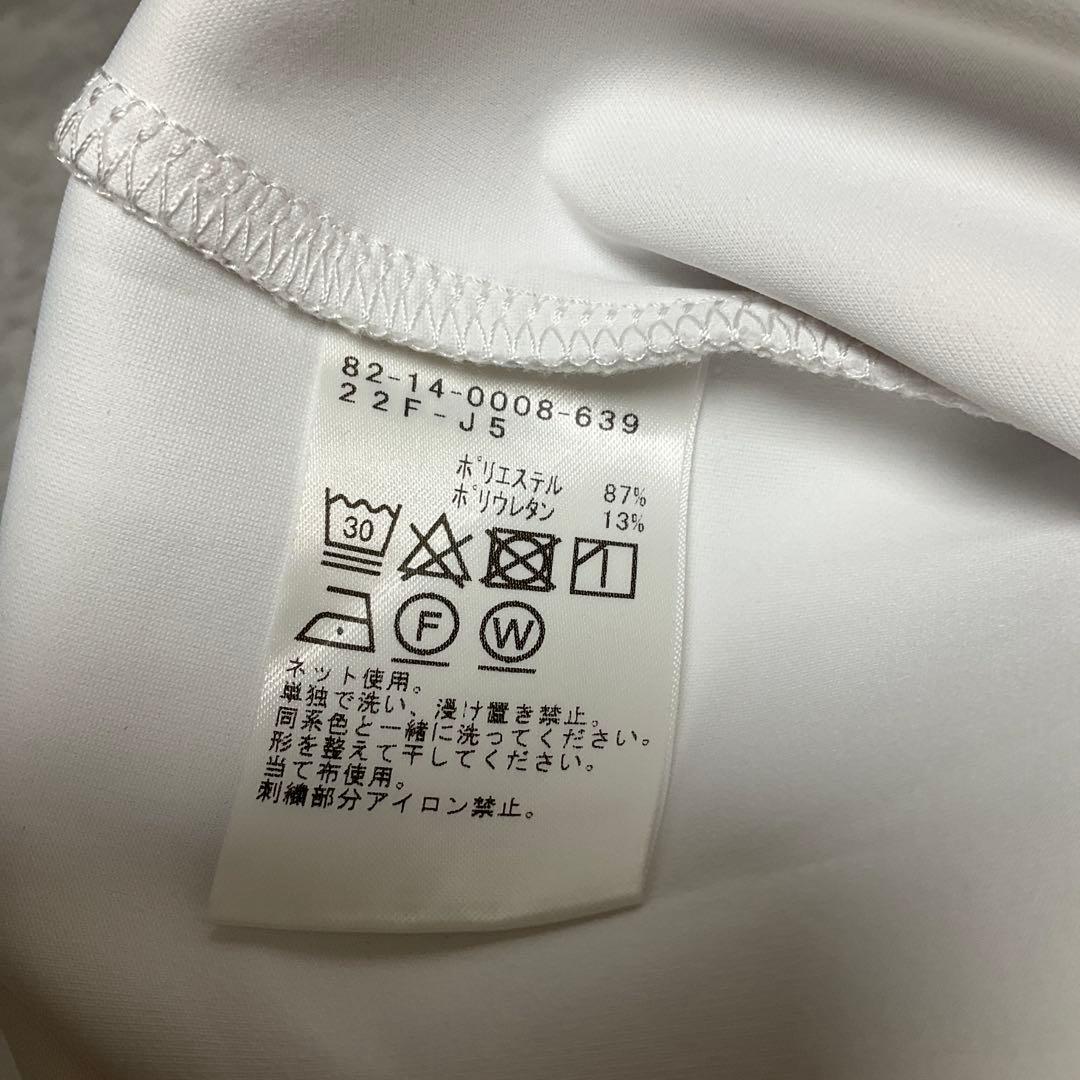 82-14-0008-639
22F-J5
ポリエステル 87%
ポリウレタン 13%
30
F W
ネット使用。
単独で洗い、浸け置き禁止。
同系色と一緒に洗ってください。
形を整えて干してください。
当て布使用。
刺繍部分アイロン禁止。